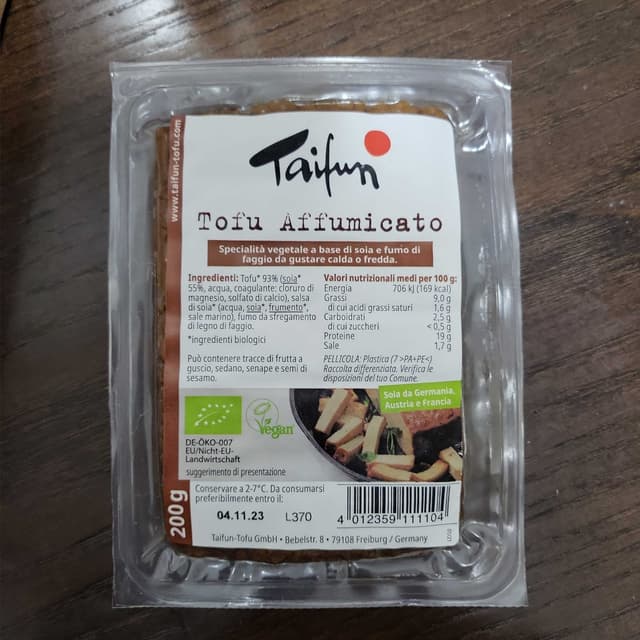 www.taifun-tofu.com
Taifun
Tofu Affumicato
Specialità vegetale a base di soia e fumo di
faggio da gustare calda o fredda.
Ingredienti: Tofu* 93% (soia*
55%, acqua, coagulante: cloruro di
magnesio, solfato di calcio), salsa
di soia* (acqua, soia*, frumento*,
sale marino), fumo da sfregamento
di legno di faggio.
*ingredienti biologici
Può contenere tracce di frutta a
guscio, sedano, senape e semi di
sesamo.
Valori nutrizionali medi per 100 g:
Energia 706 kJ (169 kcal)
Grassi 9,0 g
di cui acidi grassi saturi 1,6 g
Carboidrati 2,5 g
di cui zuccheri < 0,5 g
Proteine 19 g
Sale 1,7 g
PELLICOLA: Plastica (7 >PA+PE<)
Raccolta differenziata. Verifica le
disposizioni del tuo Comune.
Soia da Germania,
Austria e Francia
Vegan
DE-ÖKO-007
EU/Nicht-EU-
Landwirtschaft
suggerimento di presentazione
200g
Conservare a 2-7°C. Da consumarsi
preferibilmente entro il:
04.11.23 L370
4 012359 111104
Taifun-Tofu GmbH • Bebelstr. 8 • 79108 Freiburg / Germany